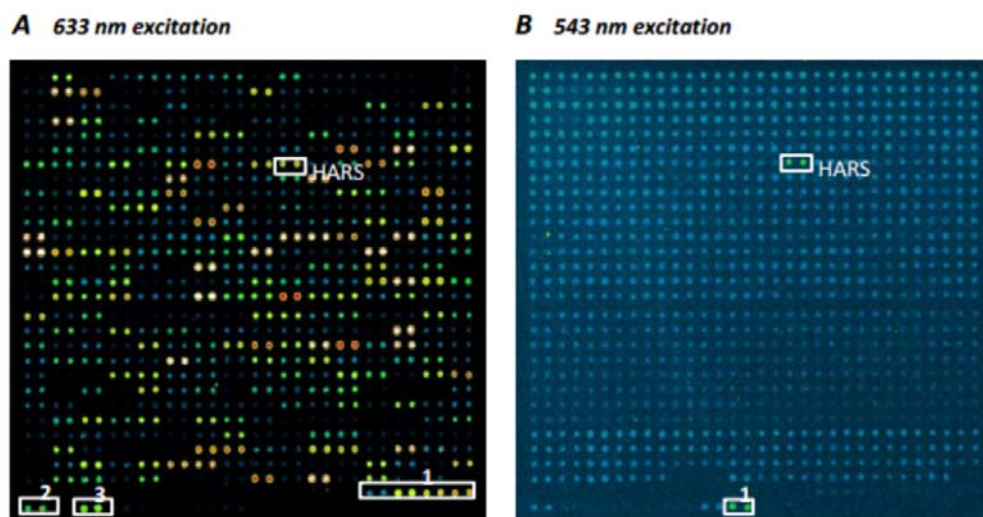 A 633 nm excitation
B 543 nm excitation
HARS
HARS
1
2
3
1